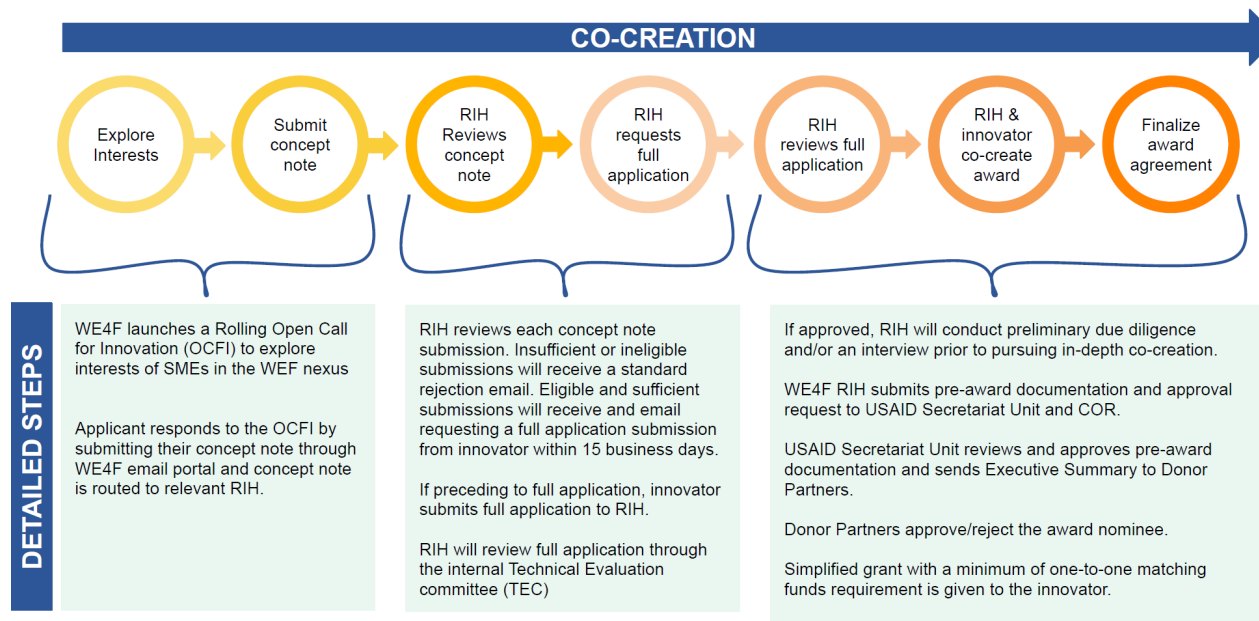 CO-CREATION
Explore
Interests
Submit
concept
note
RIH
Reviews
concept
note
RIH
requests
full
application
RIH
reviews full
application
RIH &
innovator
co-create
award
Finalize
award
agreement
DETAILED STEPS
WE4F launches a Rolling Open Call
for Innovation (OCFI) to explore
interests of SMEs in the WEF nexus
Applicant responds to the OCFI by
submitting their concept note through
WE4F email portal and concept note
is routed to relevant RIH.
RIH reviews each concept note
submission. Insufficient or ineligible
submissions will receive a standard
rejection email. Eligible and sufficient
submissions will receive and email
requesting a full application submission
from innovator within 15 business days.
If preceding to full application, innovator
submits full application to RIH.
RIH will review full application through
the internal Technical Evaluation
committee (TEC)
If approved, RIH will conduct preliminary due diligence
and/or an interview prior to pursuing in-depth co-creation.
WE4F RIH submits pre-award documentation and approval
request to USAID Secretariat Unit and COR.
USAID Secretariat Unit reviews and approves pre-award
documentation and sends Executive Summary to Donor
Partners.
Donor Partners approve/reject the award nominee.
Simplified grant with a minimum of one-to-one matching
funds requirement is given to the innovator.